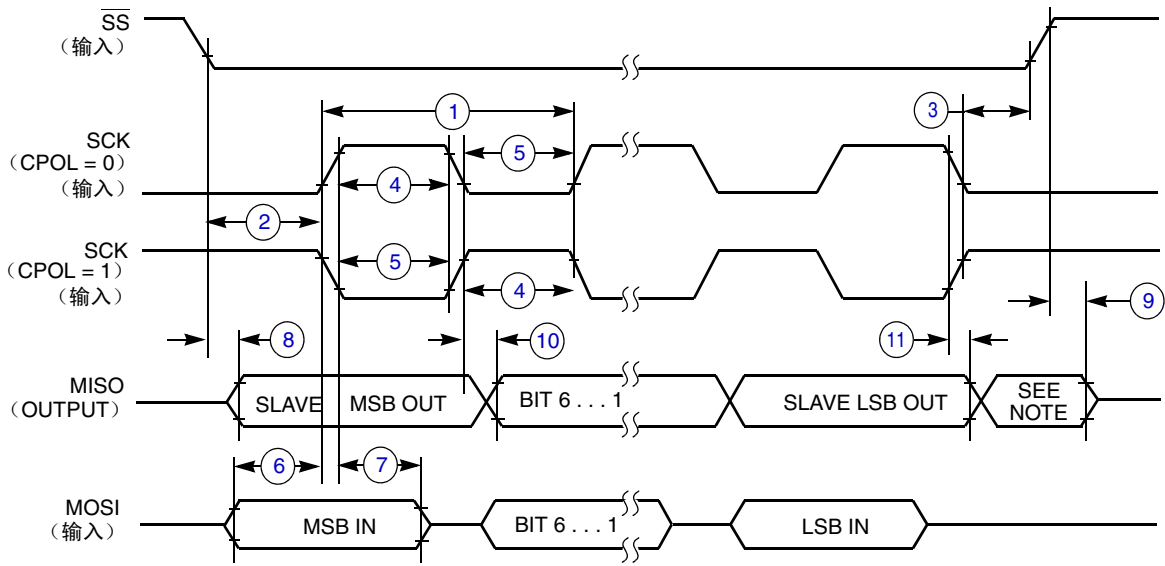 SS
（输入）
1
3
SCK
（CPOL = 0）
（输入）
5
4
2
SCK
（CPOL = 1）
（输入）
5
4
9
8
10
11
MISO
（OUTPUT）
SLAVE MSB OUT
BIT 6 . . . 1
SLAVE LSB OUT
SEE
NOTE
6
7
MOSI
（输入）
MSB IN
BIT 6 . . . 1
LSB IN